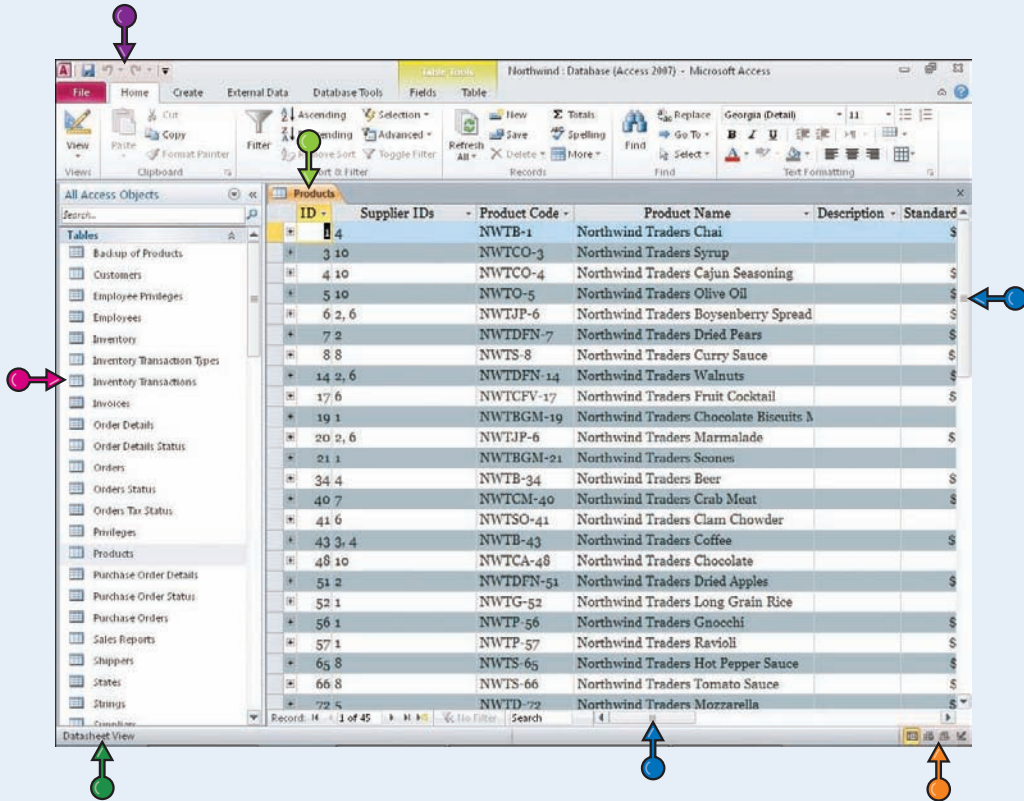 A
Table Tools Northwind : Database (Access 2007) - Microsoft Access
File Home Create External Data Database Tools Fields Table
View Paste Cut Copy Format Painter
Filter Ascending Selection Advanced Remove Sort Toggle Filter
Refresh All New Save Delete Totals Spelling More
Find Replace Go To Select
Georgia (Detail) 11
B I U A
Views Clipboard Sort & Filter Records Find Text Formatting
All Access Objects
Search...
Tables
Backup of Products
Customers
Employee Privileges
Employees
Inventory
Inventory Transaction Types
Inventory Transactions
Invoices
Order Details
Order Details Status
Orders
Orders Status
Orders Tax Status
Privileges
Products
Purchase Order Details
Purchase Order Status
Purchase Orders
Sales Reports
Shippers
States
Strings
Suppliers
Products
ID Supplier IDs Product Code Product Name Description Standard
1 4 NWTB-1 Northwind Traders Chai $
3 10 NWTCO-3 Northwind Traders Syrup
4 10 NWTCO-4 Northwind Traders Cajun Seasoning $
5 10 NWTO-5 Northwind Traders Olive Oil $
6 2, 6 NWTJP-6 Northwind Traders Boysenberry Spread $
7 2 NWTDFN-7 Northwind Traders Dried Pears $
8 8 NWTS-8 Northwind Traders Curry Sauce $
14 2, 6 NWTDFN-14 Northwind Traders Walnuts $
17 6 NWTCFV-17 Northwind Traders Fruit Cocktail $
19 1 NWTBGM-19 Northwind Traders Chocolate Biscuits M
20 2, 6 NWTJP-6 Northwind Traders Marmalade $
21 1 NWTBGM-21 Northwind Traders Scones
34 4 NWTB-34 Northwind Traders Beer $
40 7 NWTCM-40 Northwind Traders Crab Meat $
41 6 NWTSO-41 Northwind Traders Clam Chowder
43 3, 4 NWTB-43 Northwind Traders Coffee $
48 10 NWTCA-48 Northwind Traders Chocolate
51 2 NWTDFN-51 Northwind Traders Dried Apples $
52 1 NWTG-52 Northwind Traders Long Grain Rice
56 1 NWTP-56 Northwind Traders Gnocchi $
57 1 NWTP-57 Northwind Traders Ravioli $
65 8 NWTS-65 Northwind Traders Hot Pepper Sauce $
66 8 NWTS-66 Northwind Traders Tomato Sauce $
72 5 NWTD-72 Northwind Traders Mozzarella $
Record: 1 of 45 No Filter Search
Datasheet View